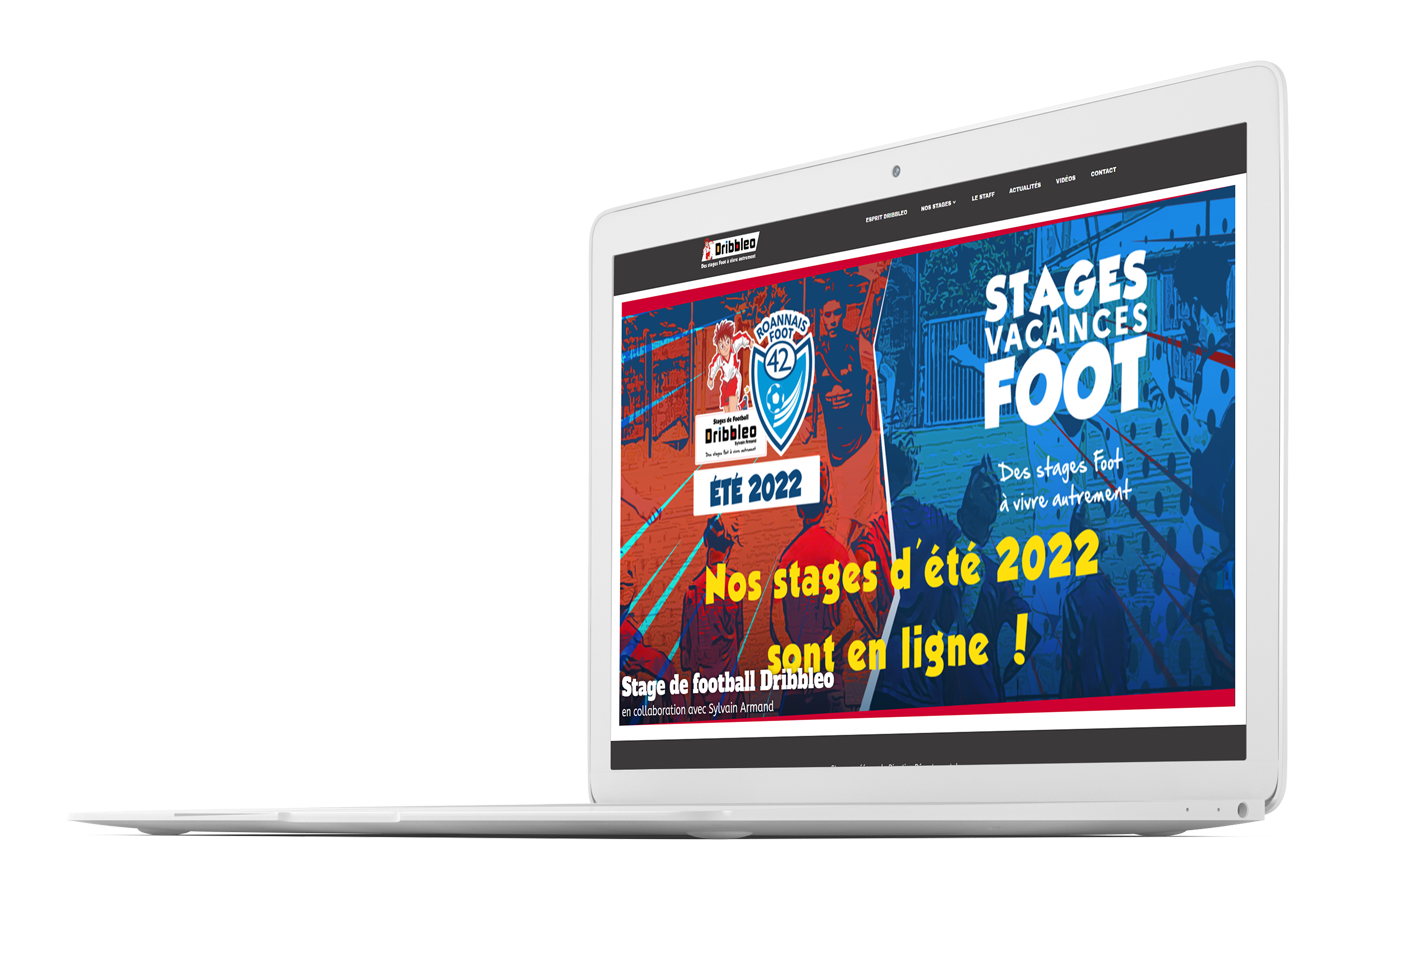 ESPRIT DRIBBLEO NOS STAGES LE STAFF ACTUALITÉS VIDÉOS CONTACT
Dribbleo
Des stages Foot à vivre autrement
ROANNAIS
FOOT
42
Stages de Football
Dribbleo
Sylvain Armand
Des stages Foot à vivre autrement
ÉTÉ 2022
STAGES
VACANCES
FOOT
Des stages Foot
à vivre autrement
Nos stages d'été 2022
sont en ligne !
Stage de football Dribbleo
en collaboration avec Sylvain Armand